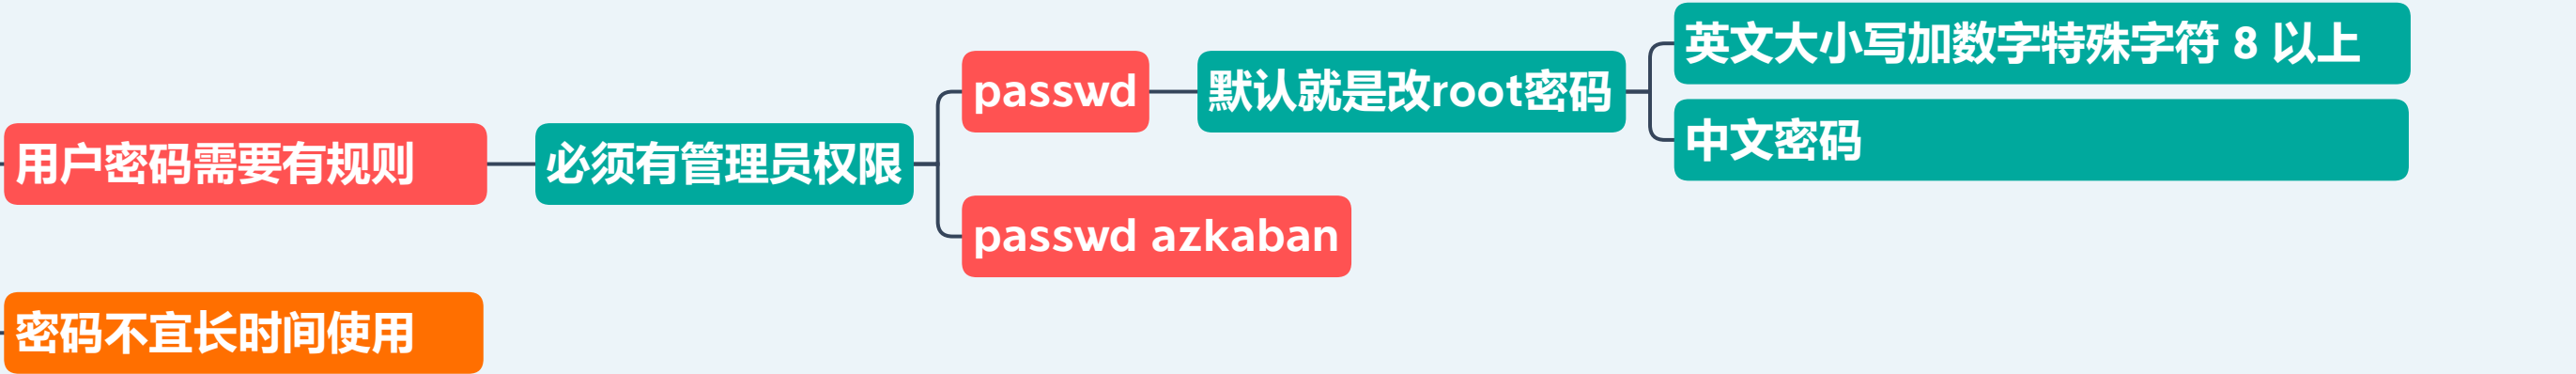 用户密码需要有规则
必须有管理员权限
passwd
默认就是改root密码
英文大小写加数字特殊字符 8 以上
中文密码
passwd azkaban
密码不宜长时间使用